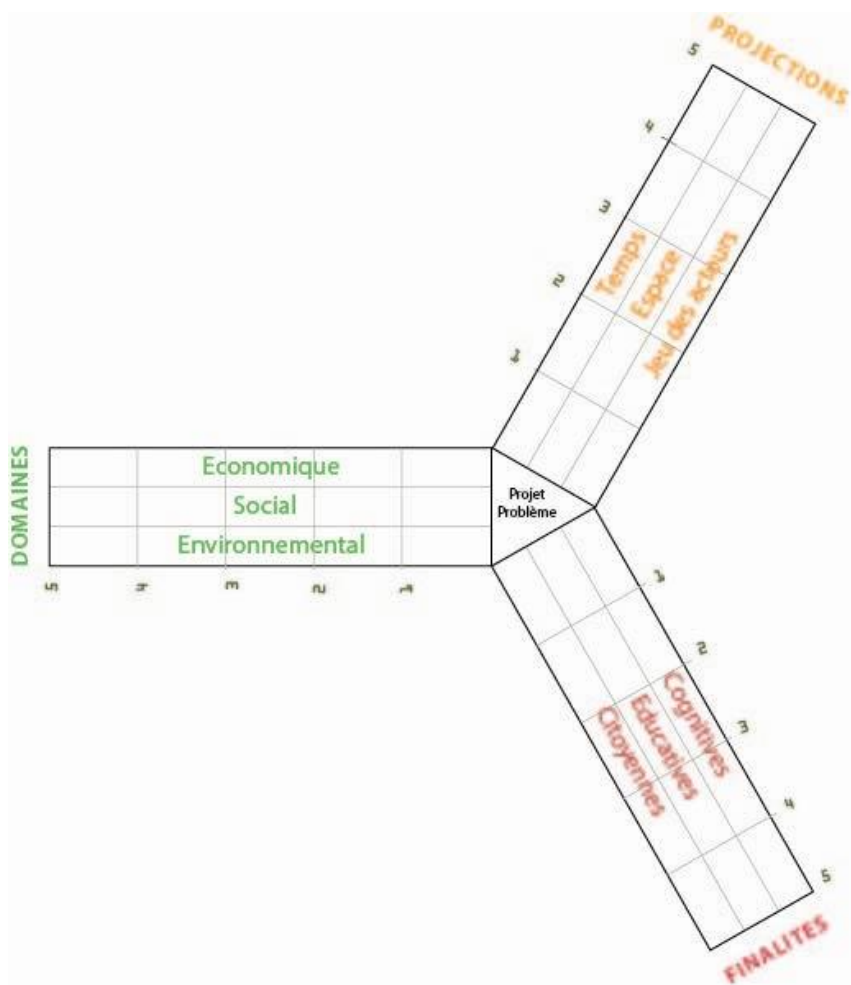 PROJECTIONS
5
4
3
2
1
Temps
Espace
Jeu des acteurs
DOMAINES
Economique
Social
Environnemental
5
4
3
2
1
Projet
Problème
1
2
3
4
5
Cognitives
Educatives
Citoyennes
FINALITES